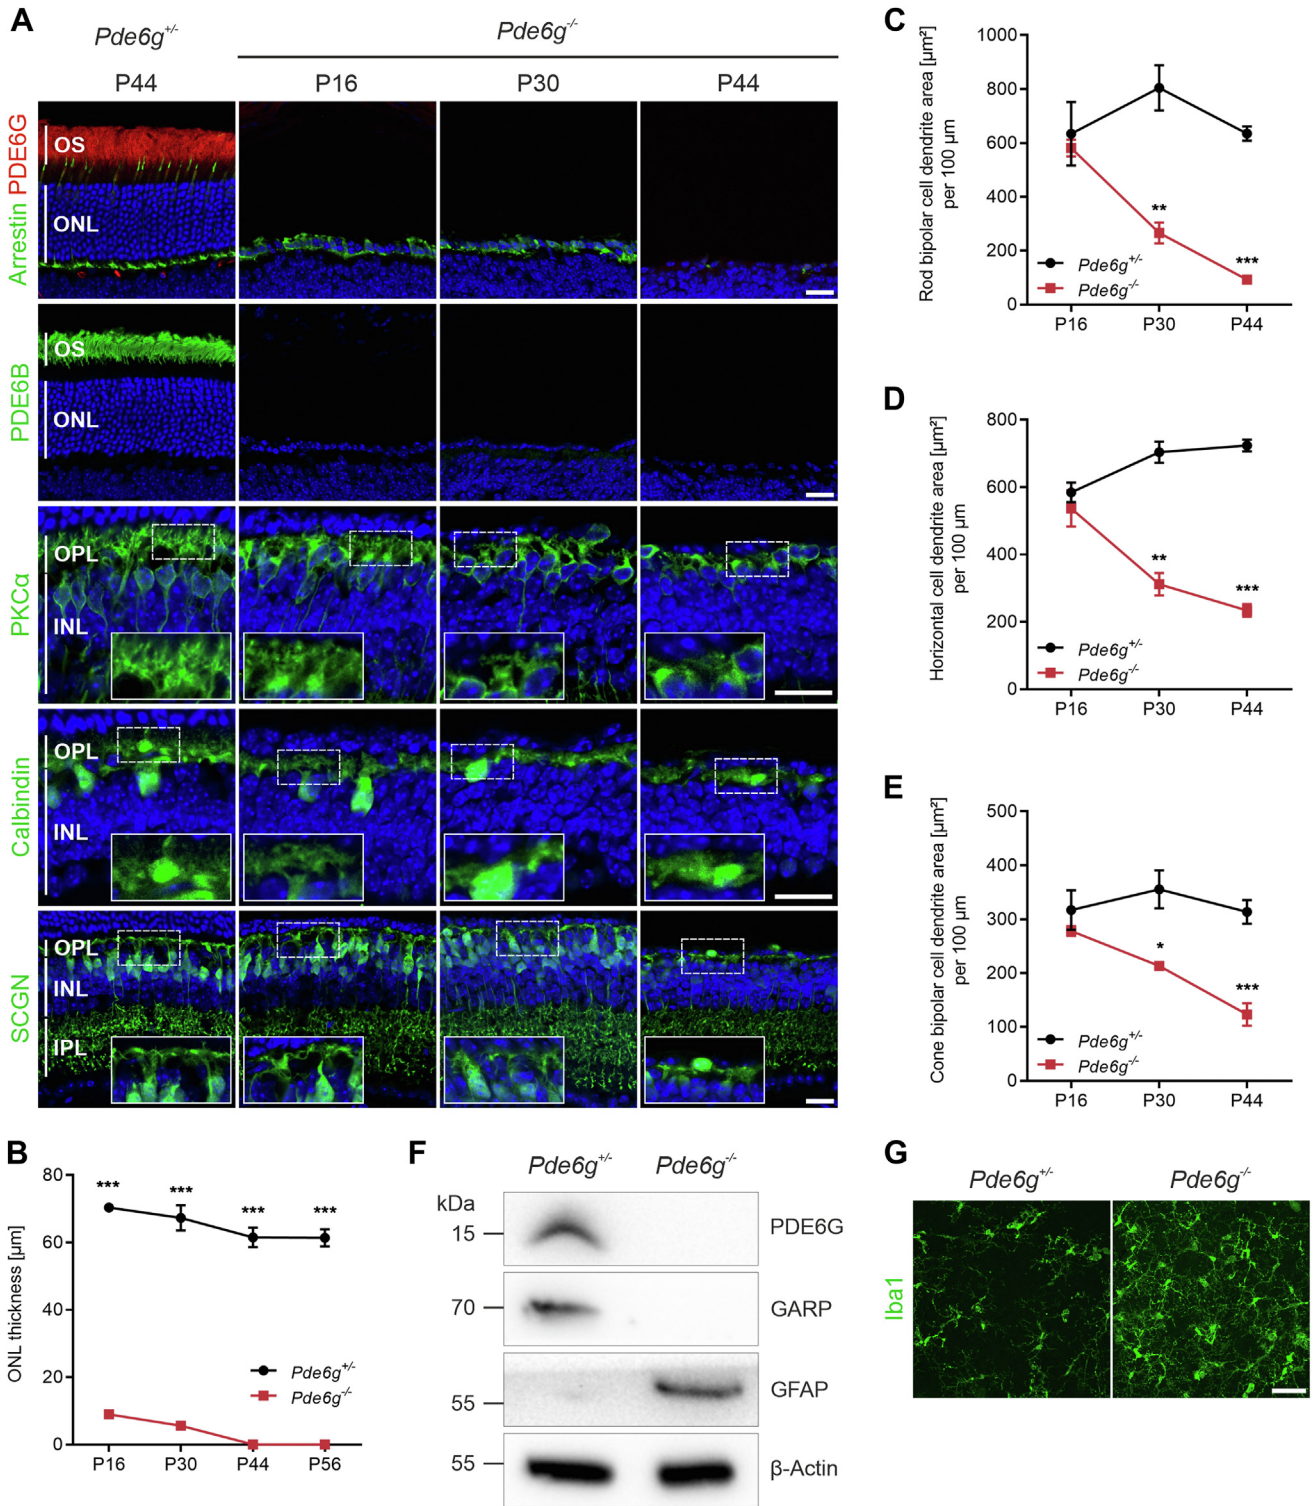 A
Pde6g+/-
Pde6g-/-
P44
P16
P30
P44
Arrestin PDE6G
OS
ONL
PDE6B
OS
ONL
PKCα
OPL
INL
Calbindin
OPL
INL
SCGN
OPL
INL
IPL
B
ONL thickness [µm]
80
60
40
20
0
***
***
***
***
Pde6g+/-
Pde6g-/-
P16
P30
P44
P56
C
Rod bipolar cell dendrite area [µm²]
per 100 µm
1000
800
600
400
200
0
**
***
Pde6g+/-
Pde6g-/-
P16
P30
P44
D
Horizontal cell dendrite area [µm²]
per 100 µm
800
600
400
200
0
**
***
Pde6g+/-
Pde6g-/-
P16
P30
P44
E
Cone bipolar cell dendrite area [µm²]
per 100 µm
500
400
300
200
100
0
*
***
Pde6g+/-
Pde6g-/-
P16
P30
P44
F
Pde6g+/-
Pde6g-/-
kDa
15
PDE6G
70
GARP
55
GFAP
55
β-Actin
G
Pde6g+/-
Pde6g-/-
Iba1